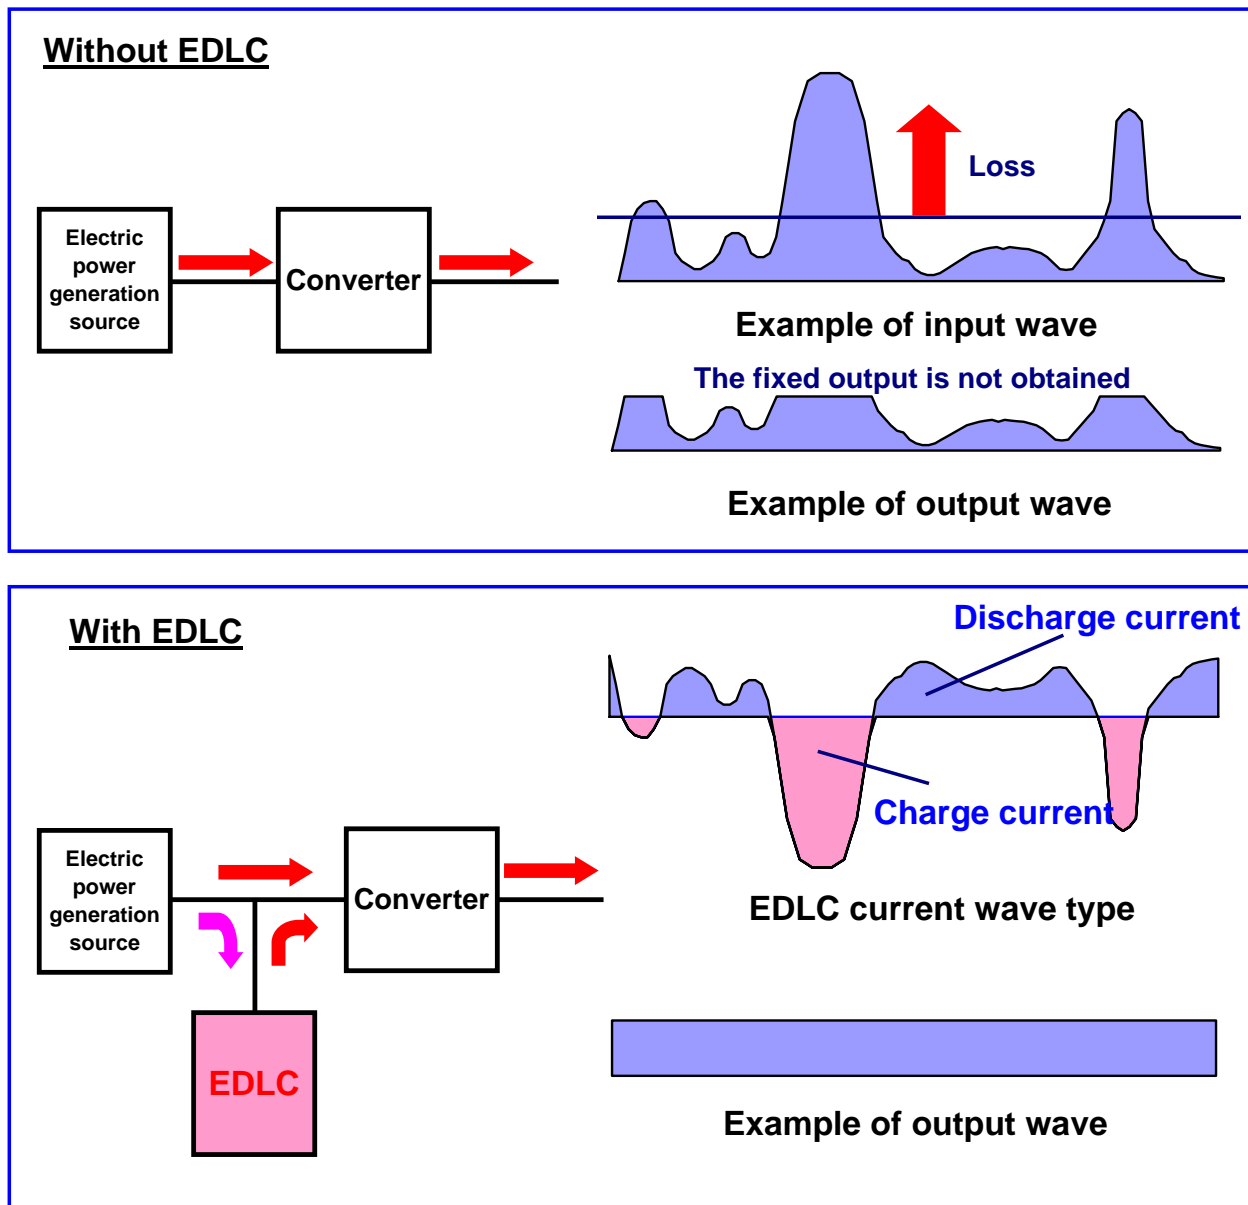 Without EDLC
Electric
power
generation
source
Converter
Loss
Example of input wave
The fixed output is not obtained
Example of output wave
With EDLC
Discharge current
Charge current
EDLC current wave type
Electric
power
generation
source
Converter
EDLC
Example of output wave